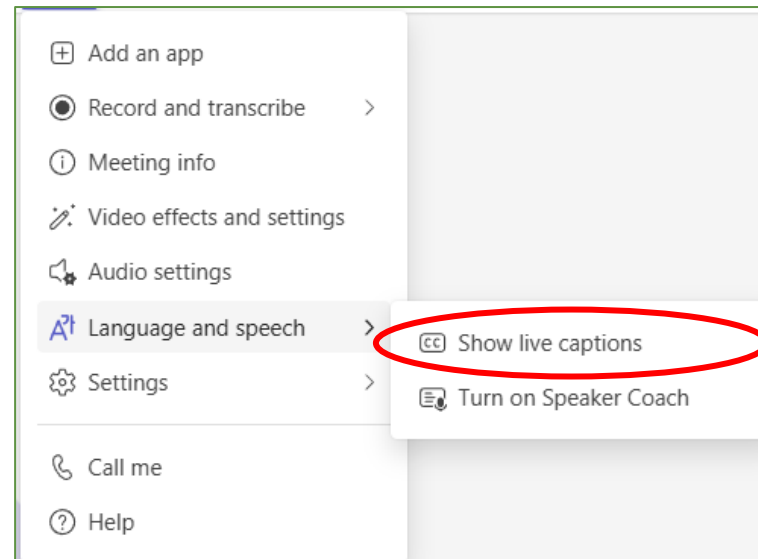 Add an app
Record and transcribe
Meeting info
Video effects and settings
Audio settings
Language and speech
CC Show live captions
Turn on Speaker Coach
Settings
Call me
Help